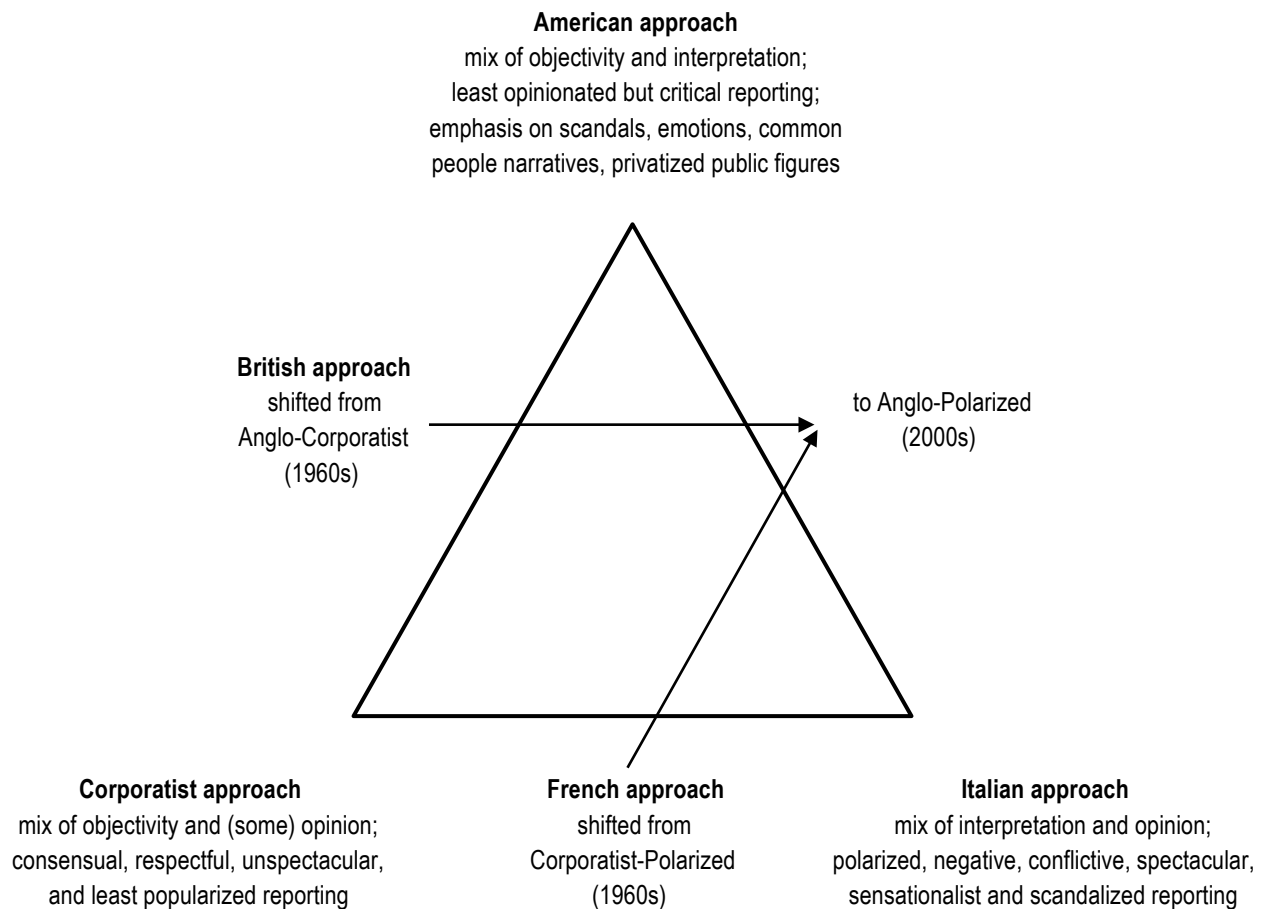 American approach
mix of objectivity and interpretation;
least opinionated but critical reporting;
emphasis on scandals, emotions, common
people narratives, privatized public figures
British approach
shifted from
Anglo-Corporatist
(1960s)
to Anglo-Polarized
(2000s)
Corporatist approach
mix of objectivity and (some) opinion;
consensual, respectful, unspectacular,
and least popularized reporting
French approach
shifted from
Corporatist-Polarized
(1960s)
Italian approach
mix of interpretation and opinion;
polarized, negative, conflictive, spectacular,
sensationalist and scandalized reporting